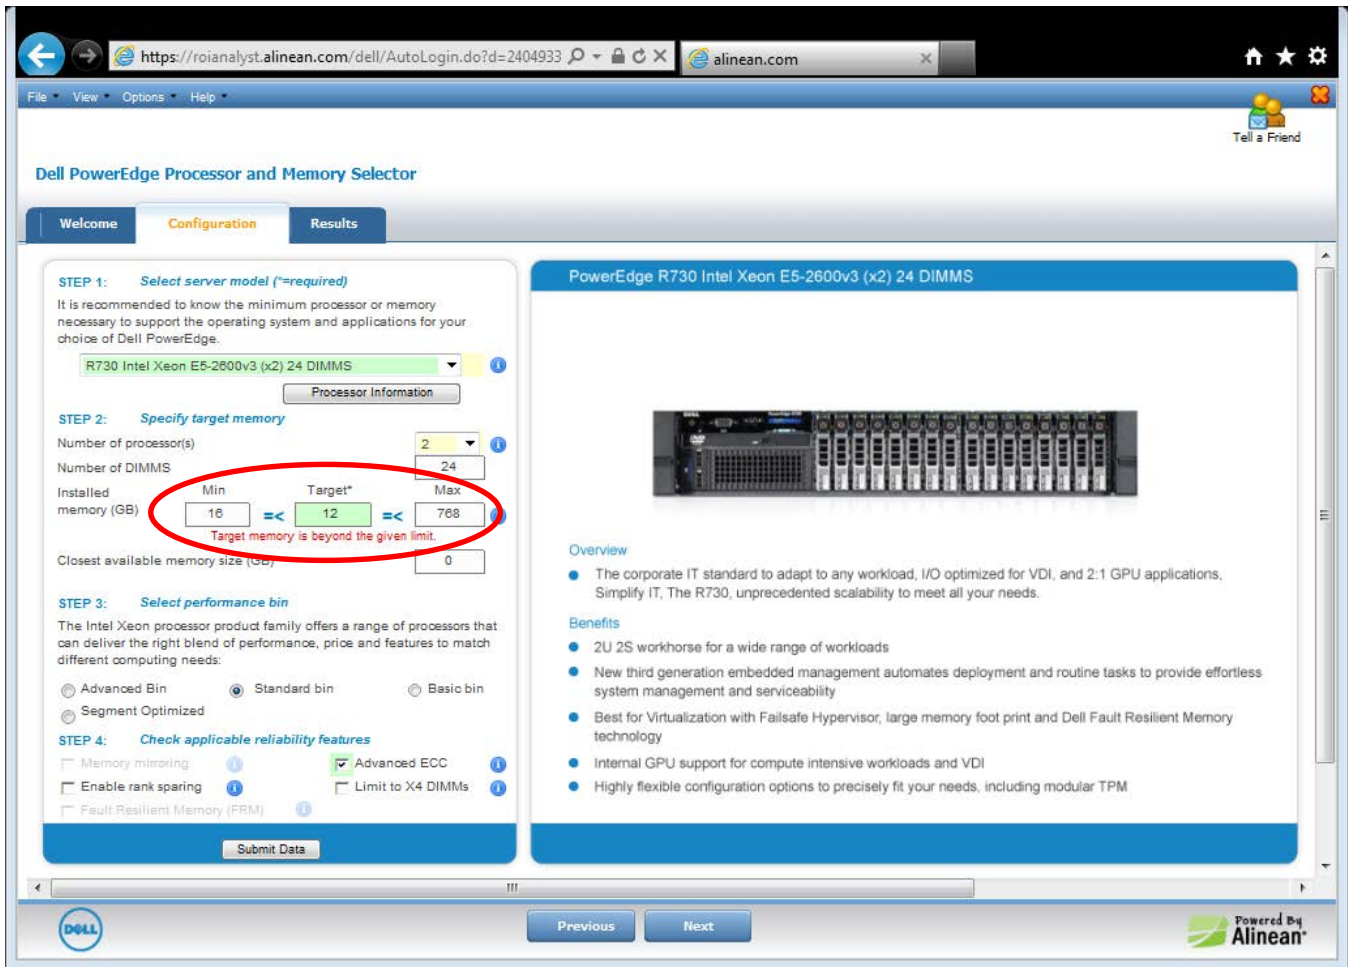 https://roianalyst.alinean.com/dell/AutoLogin.do?d=2404933
alinean.com
File View Options Help
Tell a Friend
Dell PowerEdge Processor and Memory Selector
Welcome Configuration Results
STEP 1: Select server model (*=required)
It is recommended to know the minimum processor or memory
necessary to support the operating system and applications for your
choice of Dell PowerEdge.
R730 Intel Xeon E5-2600v3 (x2) 24 DIMMS
Processor Information
STEP 2: Specify target memory
Number of processor(s) 2
Number of DIMMS 24
Installed
memory (GB)
Min Target* Max
16 =< 12 =< 768
Target memory is beyond the given limit.
Closest available memory size (GB) 0
STEP 3: Select performance bin
The Intel Xeon processor product family offers a range of processors that
can deliver the right blend of performance, price and features to match
different computing needs:
Advanced Bin Standard bin Basic bin
Segment Optimized
STEP 4: Check applicable reliability features
Memory mirroring Advanced ECC
Enable rank sparing Limit to X4 DIMMs
Fault Resilient Memory (FRM)
Submit Data
PowerEdge R730 Intel Xeon E5-2600v3 (x2) 24 DIMMS
Overview
The corporate IT standard to adapt to any workload, I/O optimized for VDI, and 2:1 GPU applications,
Simplify IT, The R730, unprecedented scalability to meet all your needs.
Benefits
2U 2S workhorse for a wide range of workloads
New third generation embedded management automates deployment and routine tasks to provide effortless
system management and serviceability
Best for Virtualization with Failsafe Hypervisor, large memory foot print and Dell Fault Resilient Memory
technology
Internal GPU support for compute intensive workloads and VDI
Highly flexible configuration options to precisely fit your needs, including modular TPM
DELL
Previous Next
Powered By
Alinean